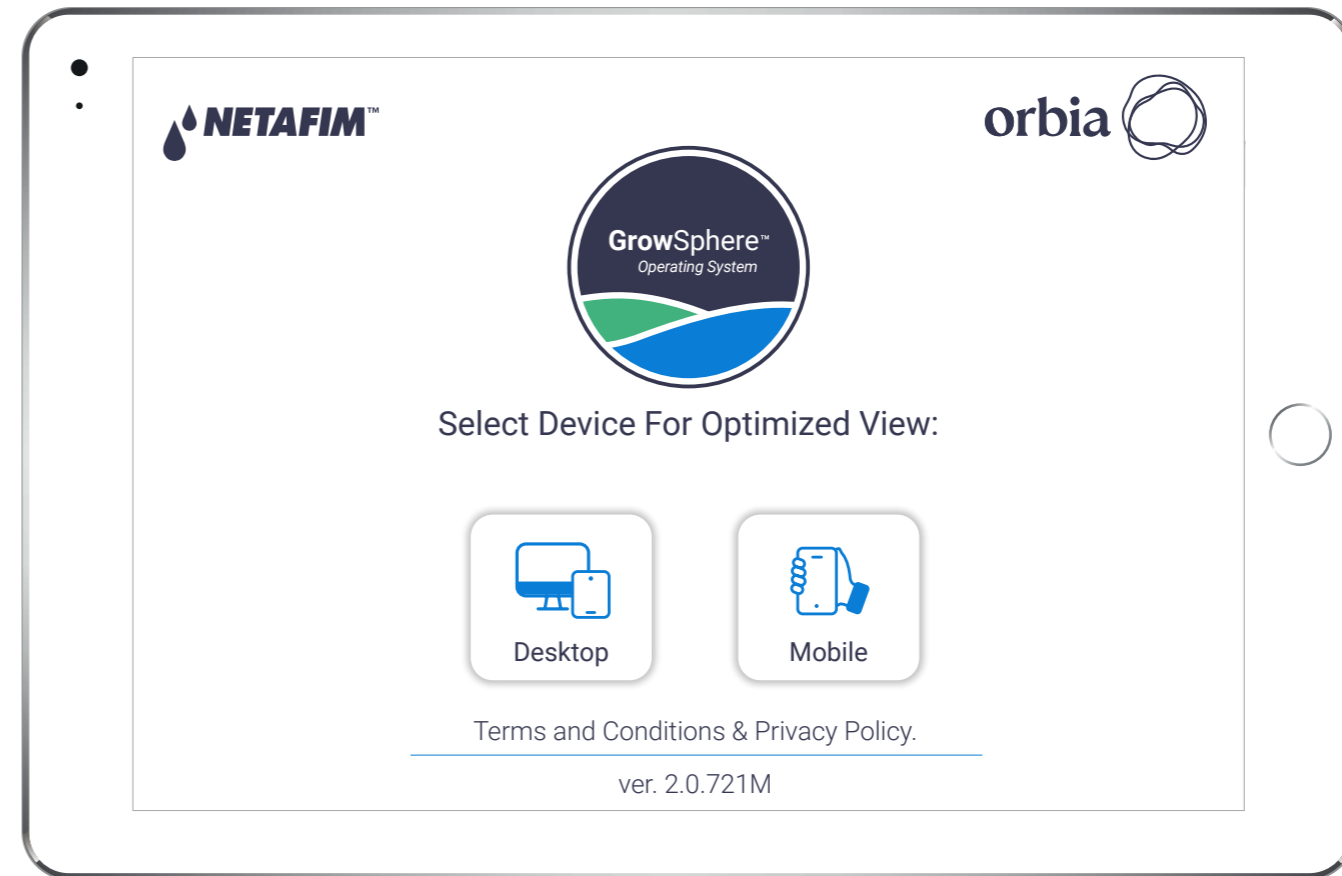 NETAFIM™
orbia
GrowSphere™
Operating System
Select Device For Optimized View:
Desktop
Mobile
Terms and Conditions & Privacy Policy.
ver. 2.0.721M